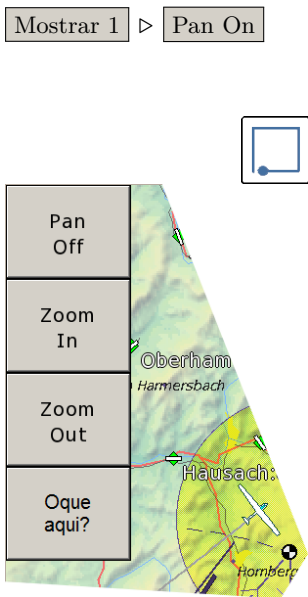 Mostrar 1 ▷ Pan On
Pan
Off
Zoom
In
Zoom
Out
Oque
aqui?
Oberham
Harmersbach
Hausach:
Hornberg